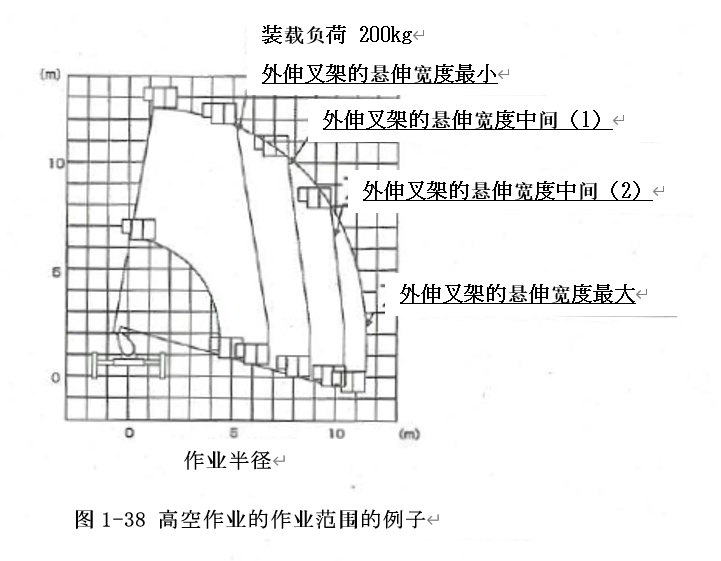 装载负荷 200kg
(m)
外伸叉架的悬伸宽度最小
外伸叉架的悬伸宽度中间（1）
10
外伸叉架的悬伸宽度中间（2）
5
外伸叉架的悬伸宽度最大
0
0 5 10 (m)
作业半径
图 1-38 高空作业的作业范围的例子